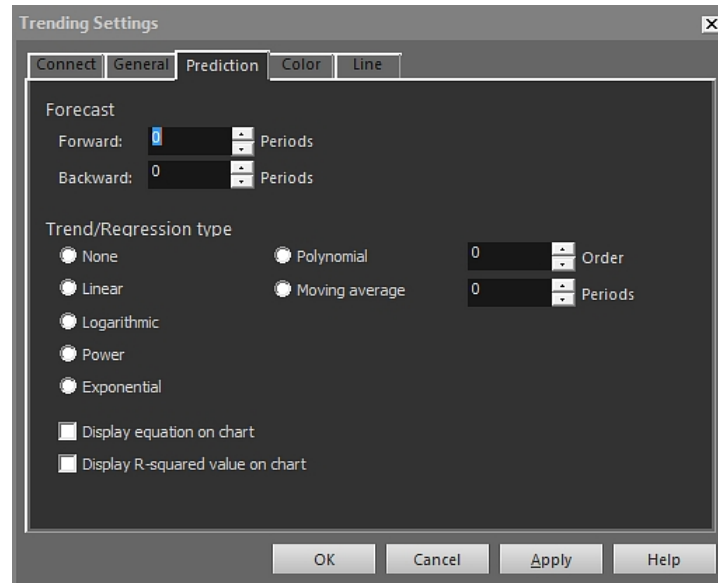 Trending Settings
Connect General Prediction Color Line
Forecast
Forward: 0 Periods
Backward: 0 Periods
Trend/Regression type
None Polynomial 0 Order
Linear Moving average 0 Periods
Logarithmic
Power
Exponential
Display equation on chart
Display R-squared value on chart
OK Cancel Apply Help